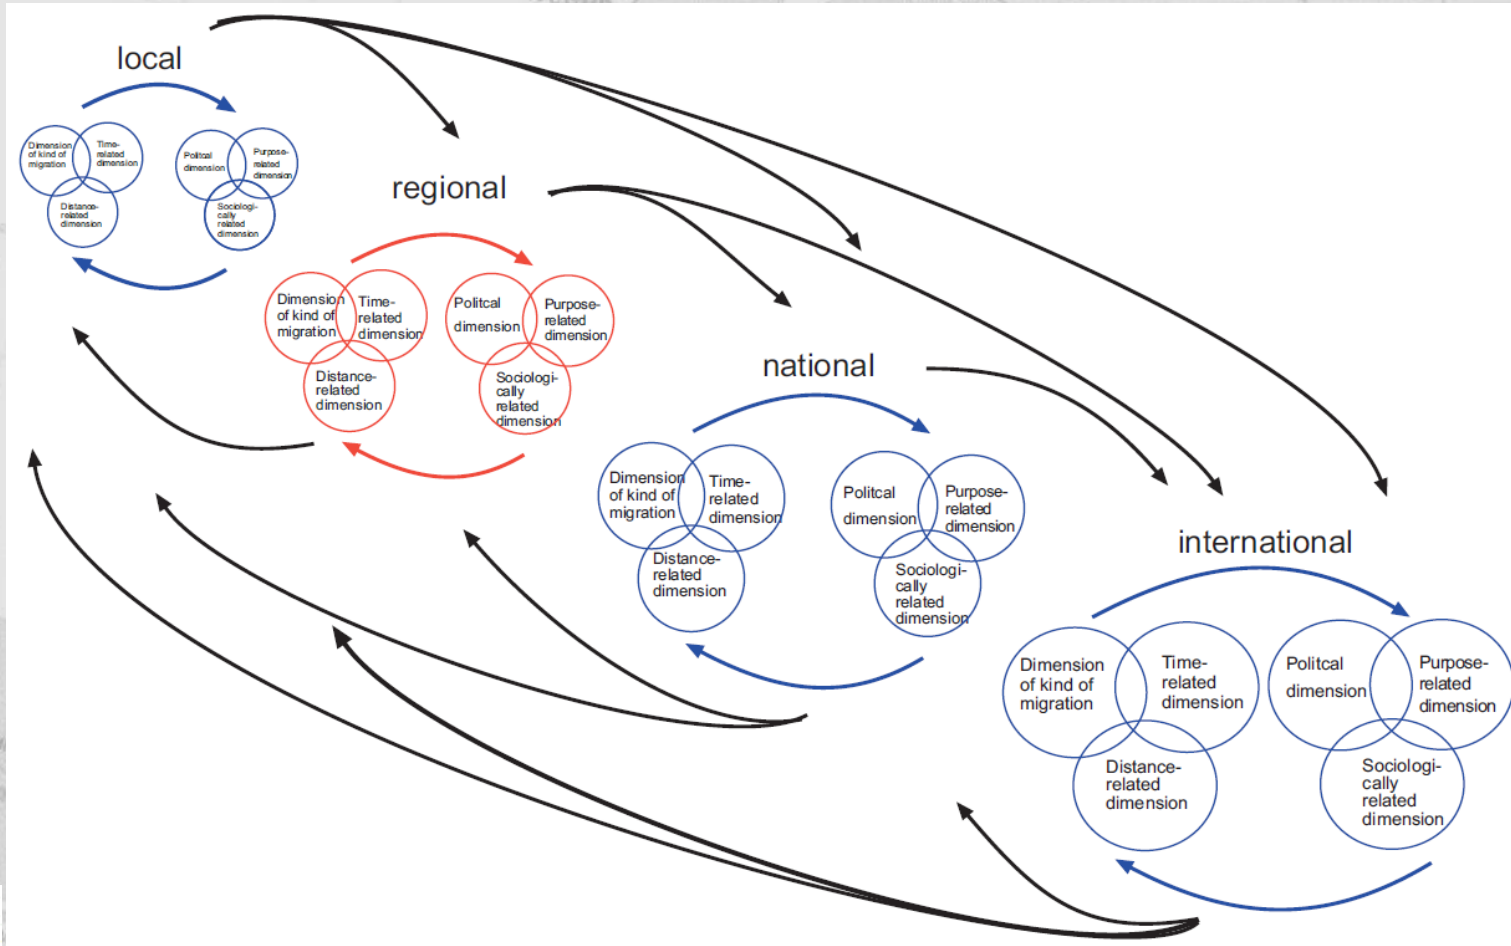 local
Dimension
of kind of
migration
Time-
related
dimension
Distance-
related
dimension
Politcal
dimension
Purpose-
related
dimension
Sociologi-
cally
related
dimension
regional
Dimension
of kind of
migration
Time-
related
dimension
Distance-
related
dimension
Politcal
dimension
Purpose-
related
dimension
Sociologi-
cally
related
dimension
national
Dimension
of kind of
migration
Time-
related
dimension
Distance-
related
dimension
Politcal
dimension
Purpose-
related
dimension
Sociologi-
cally
related
dimension
international
Dimension
of kind of
migration
Time-
related
dimension
Distance-
related
dimension
Politcal
dimension
Purpose-
related
dimension
Sociologi-
cally
related
dimension